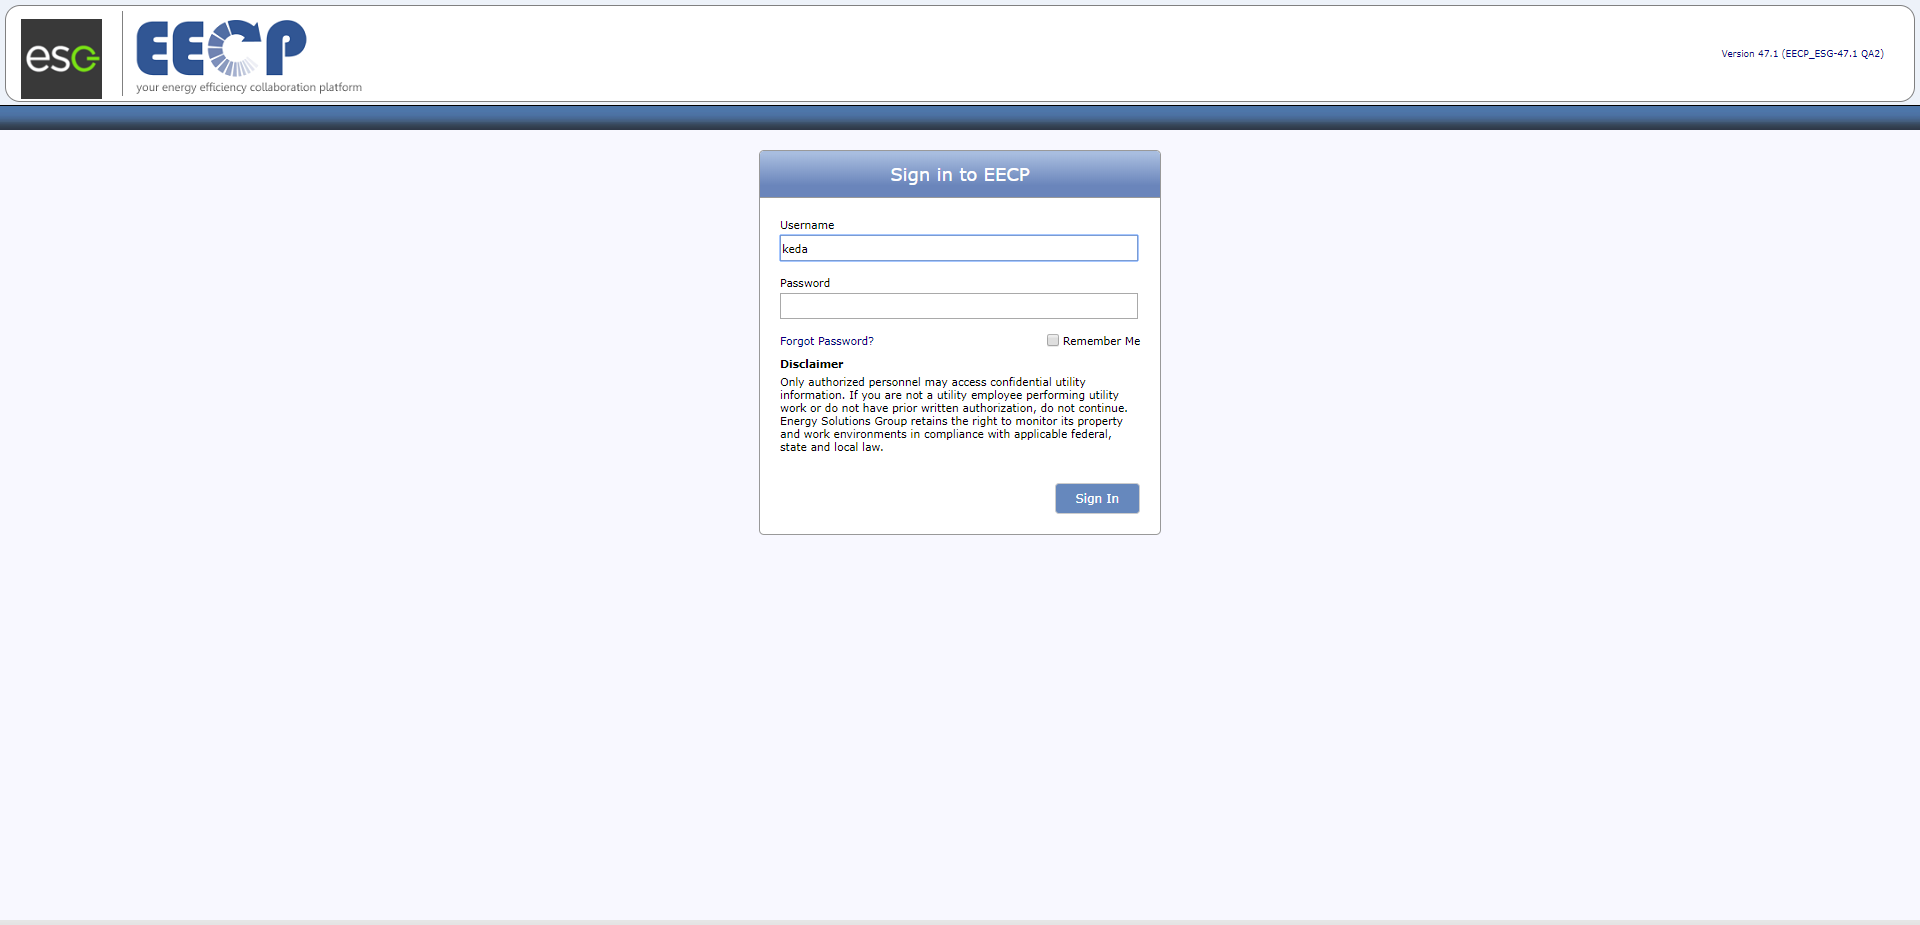 esg
EECP
your energy efficiency collaboration platform
Version 47.1 (EECP_ESG-47.1 QA2)
Sign in to EECP
Username
keda
Password
Forgot Password?
Remember Me
Disclaimer
Only authorized personnel may access confidential utility
information. If you are not a utility employee performing utility
work or do not have prior written authorization, do not continue.
Energy Solutions Group retains the right to monitor its property
and work environments in compliance with applicable federal,
state and local law.
Sign In